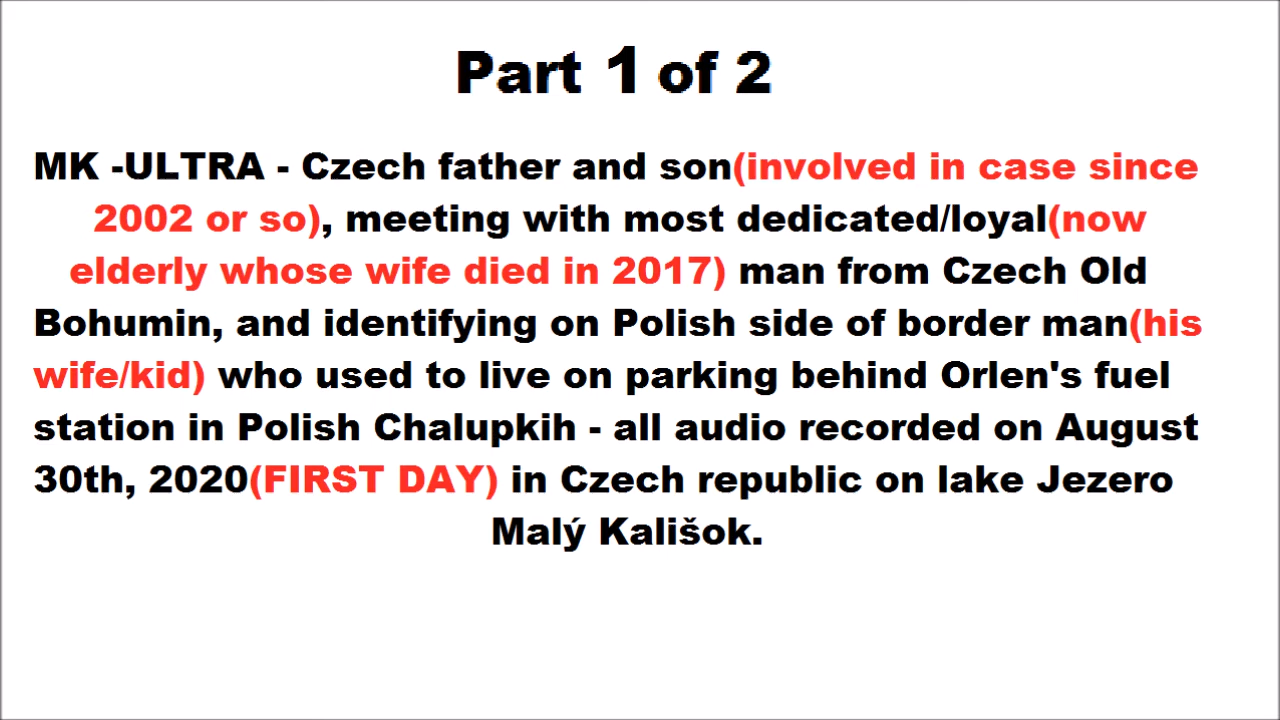 Part 1 of 2
MK -ULTRA - Czech father and son(involved in case since
2002 or so), meeting with most dedicated/loyal(now
elderly whose wife died in 2017) man from Czech Old
Bohumin, and identifying on Polish side of border man(his
wife/kid) who used to live on parking behind Orlen's fuel
station in Polish Chalupkih - all audio recorded on August
30th, 2020(FIRST DAY) in Czech republic on lake Jezero
Malý Kališok.